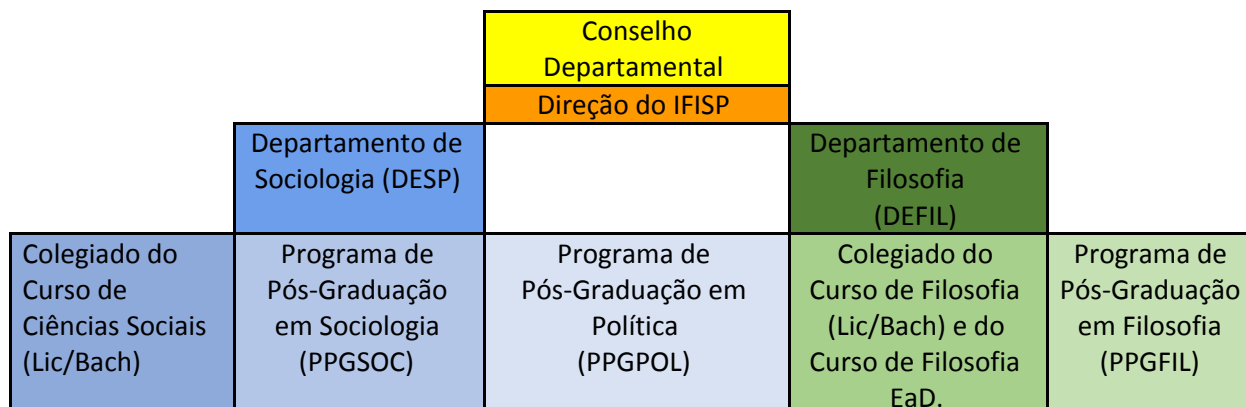 Conselho
Departamental
Direção do IFISP
Departamento de
Sociologia (DESP)
Departamento de
Filosofia
(DEFIL)
Colegiado do
Curso de
Ciências Sociais
(Lic/Bach)
Programa de
Pós-Graduação
em Sociologia
(PPGSOC)
Programa de
Pós-Graduação em
Política
(PPGPOL)
Colegiado do
Curso de Filosofia
(Lic/Bach) e do
Curso de Filosofia
EaD.
Programa de
Pós-Graduação
em Filosofia
(PPGFIL)